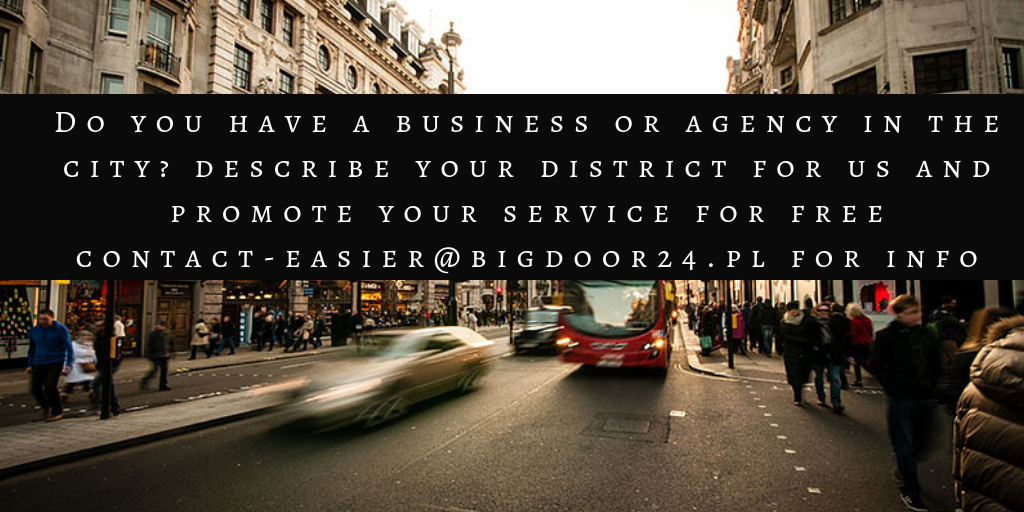 Do you have a business or agency in the
city? describe your district for us and
promote your service for free
contact-easier@bigdoor24.pl for info